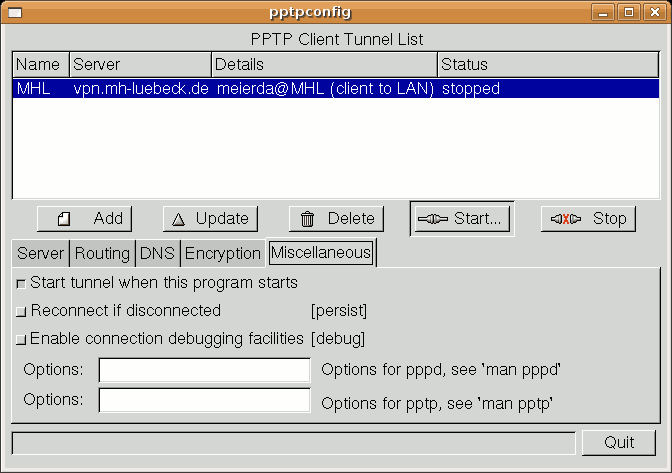 pptpconfig
PPTP Client Tunnel List
Name Server Details Status
MHL vpn.mh-luebeck.de meierda@MHL (client to LAN) stopped
Add Update Delete Start... Stop
Server Routing DNS Encryption Miscellaneous
Start tunnel when this program starts
Reconnect if disconnected [persist]
Enable connection debugging facilities [debug]
Options: Options for pppd, see 'man pppd'
Options: Options for pptp, see 'man pptp'
Quit